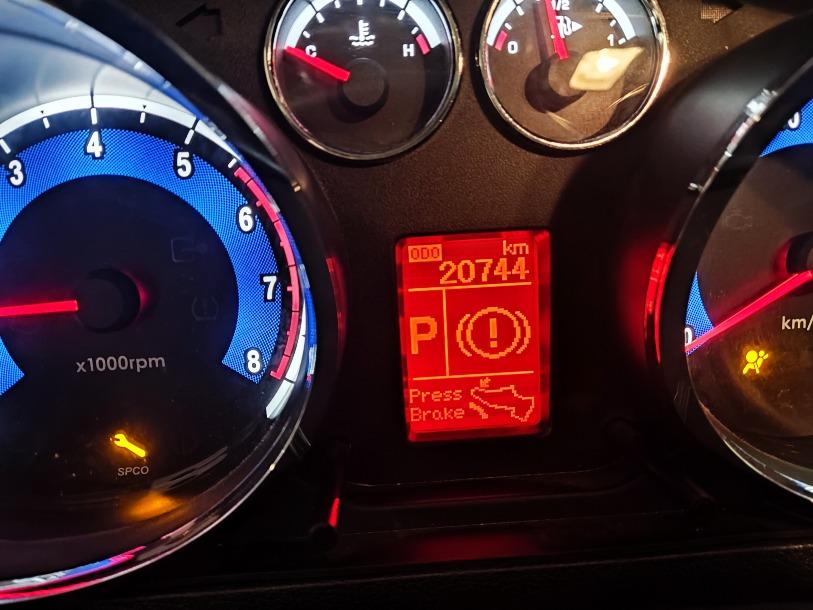 C
H
0
1/2
1
3
4
5
6
7
8
x1000rpm
SPCO
ODO
km
20744
P
Press
Brake
km/